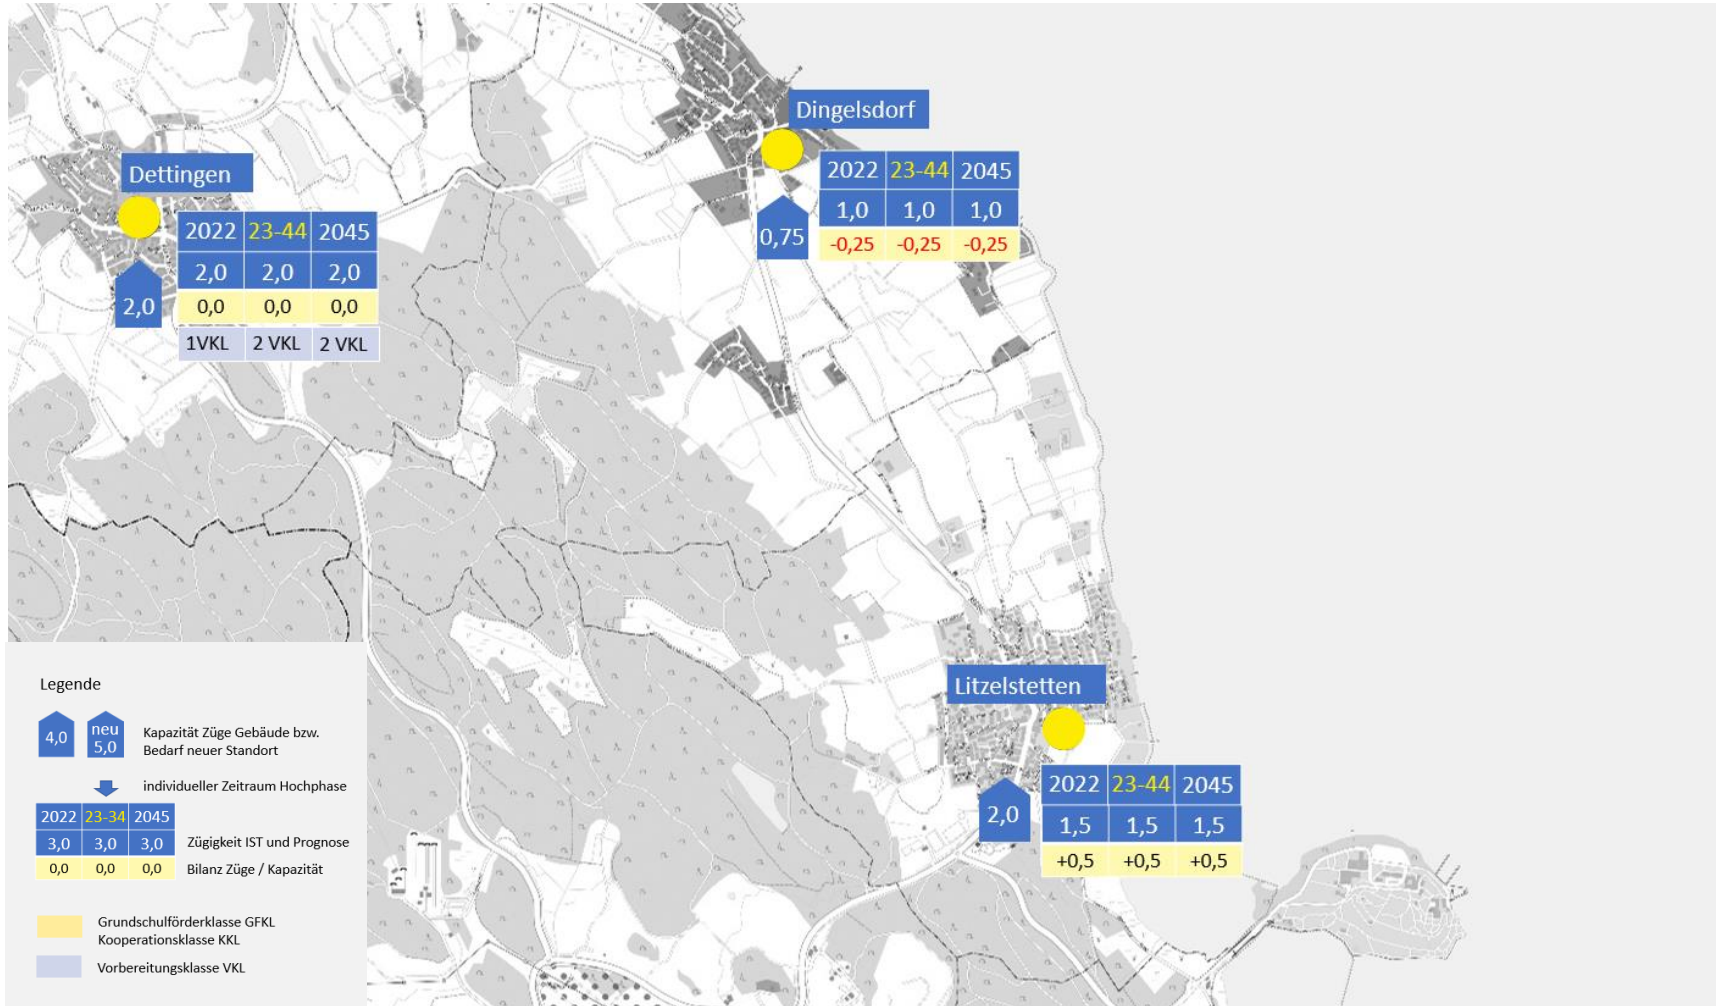 Dingelsdorf
2022 23-44 2045
1,0 1,0 1,0
-0,25 -0,25 -0,25
0,75
Dettingen
2022 23-44 2045
2,0 2,0 2,0
0,0 0,0 0,0
1VKL 2 VKL 2 VKL
2,0
Litzelstetten
2022 23-44 2045
1,5 1,5 1,5
+0,5 +0,5 +0,5
2,0
Legende
4,0
neu
5,0
Kapazität Züge Gebäude bzw.
Bedarf neuer Standort
individueller Zeitraum Hochphase
2022 23-34 2045
3,0 3,0 3,0
Zügigkeit IST und Prognose
0,0 0,0 0,0
Bilanz Züge / Kapazität
Grundschulförderklasse GFKL
Kooperationsklasse KKL
Vorbereitungsklasse VKL